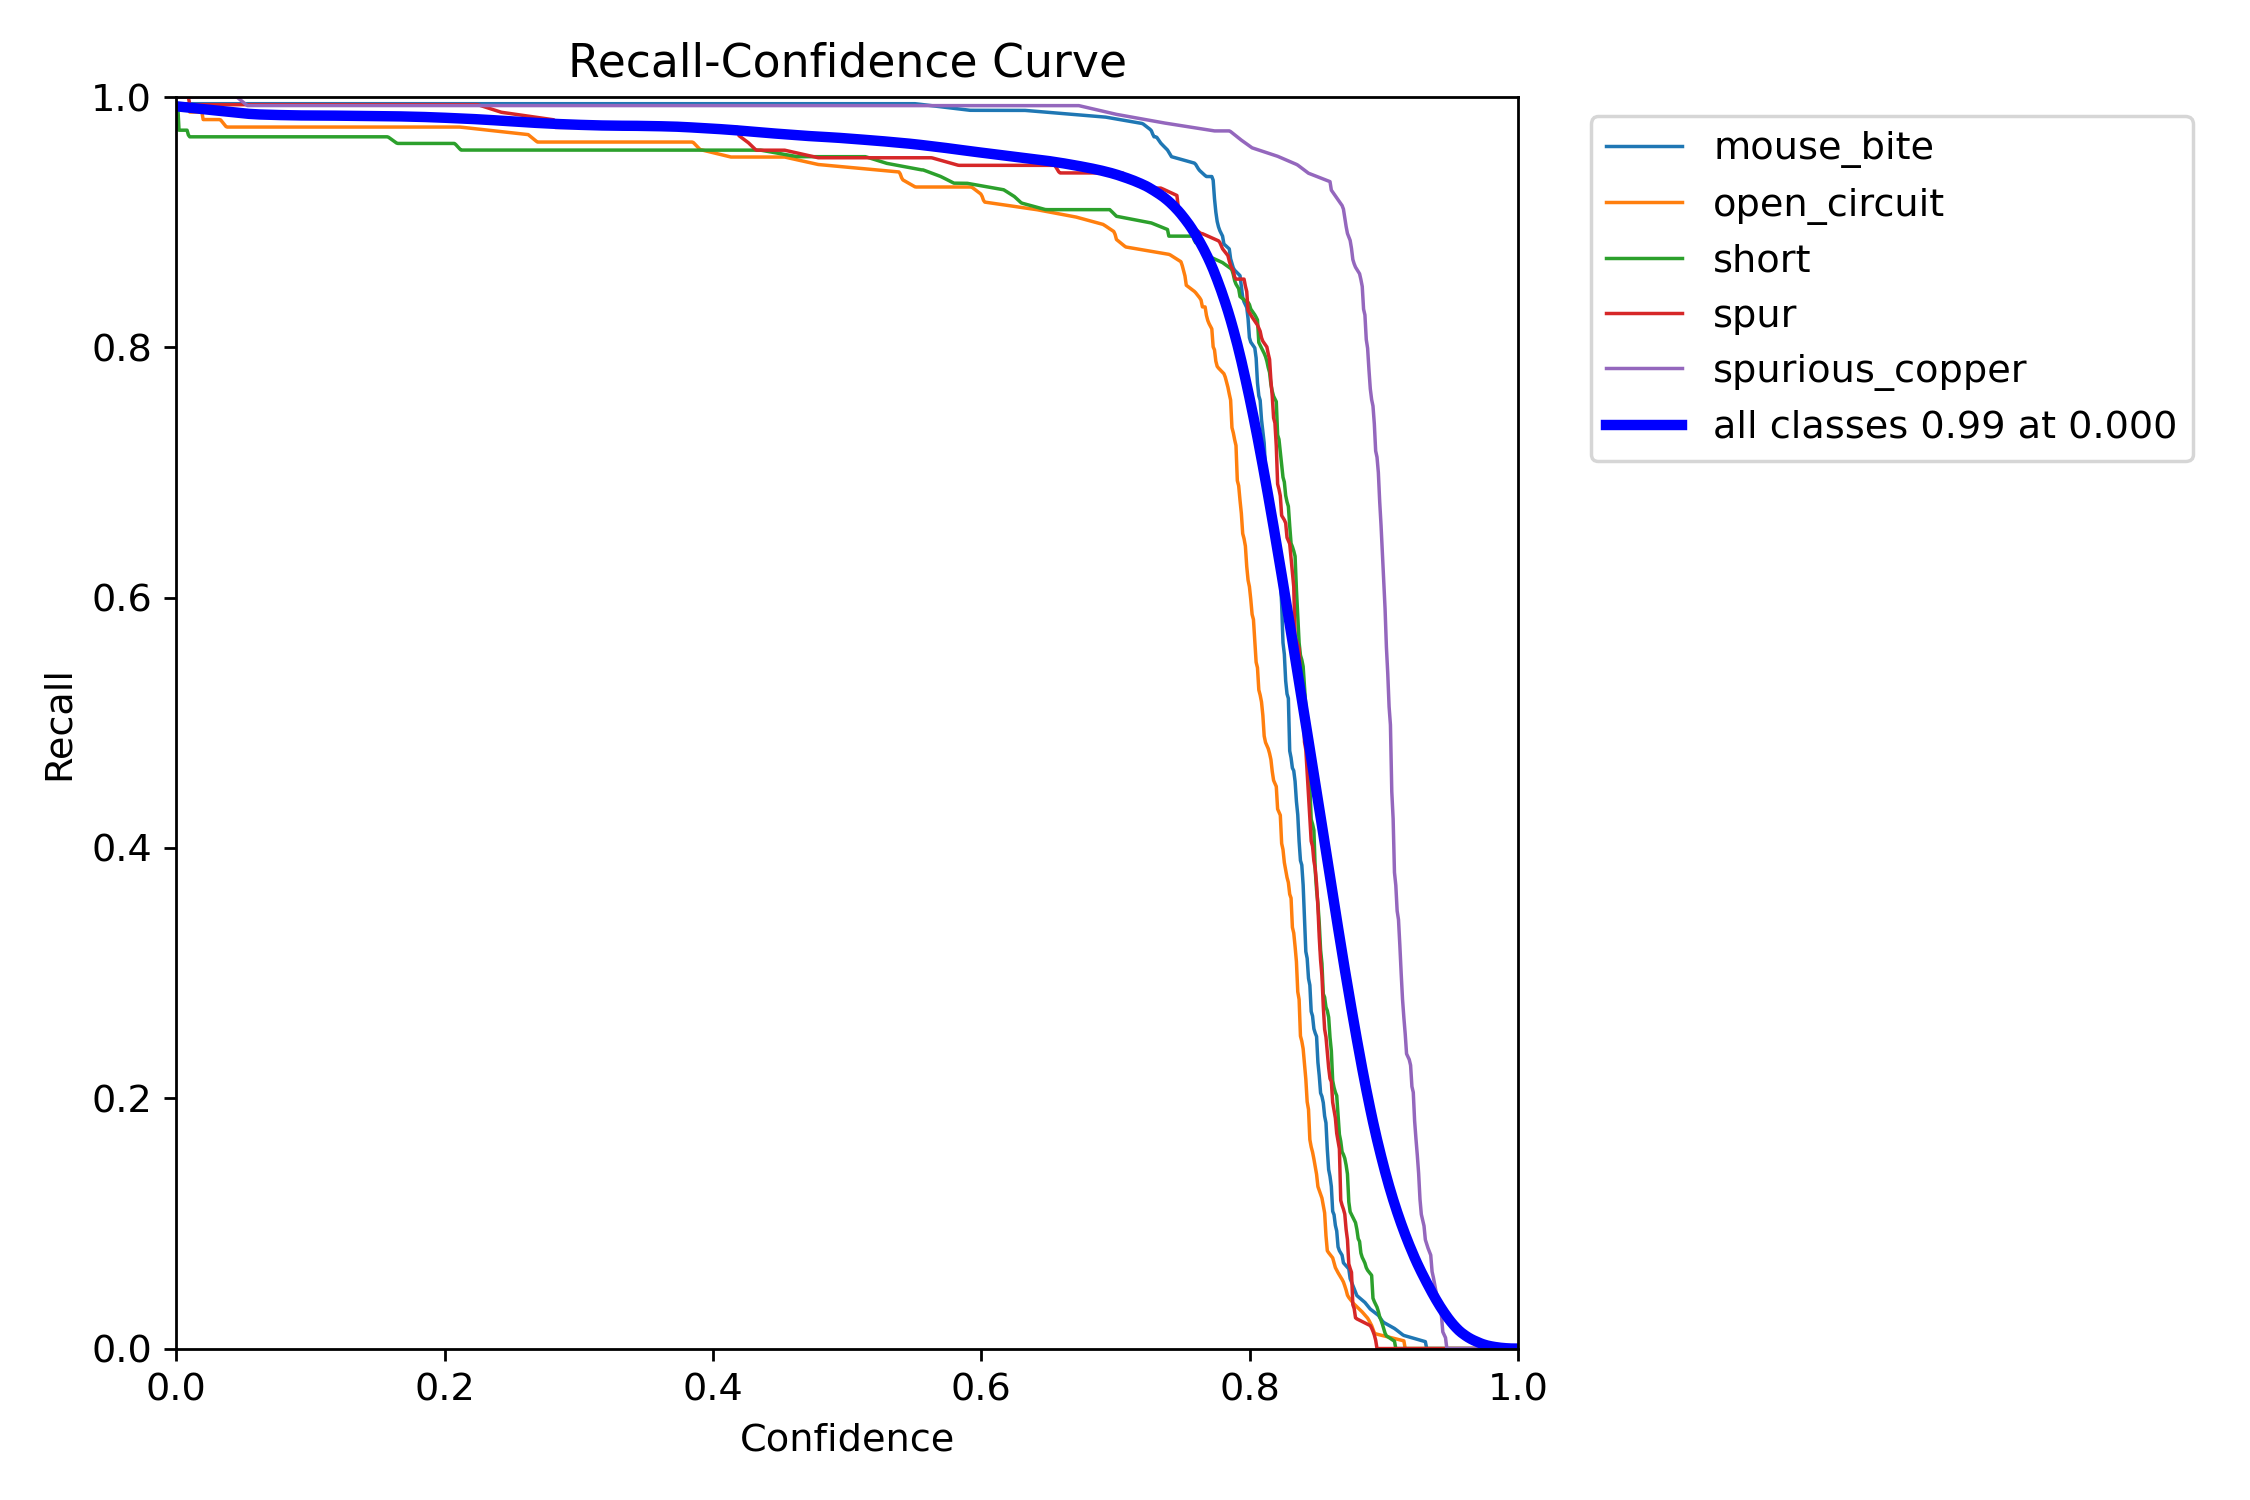 Recall-Confidence Curve
1.0
0.8
0.6
0.4
0.2
0.0
Recall
0.0 0.2 0.4 0.6 0.8 1.0
Confidence
mouse_bite
open_circuit
short
spur
spurious_copper
all classes 0.99 at 0.000